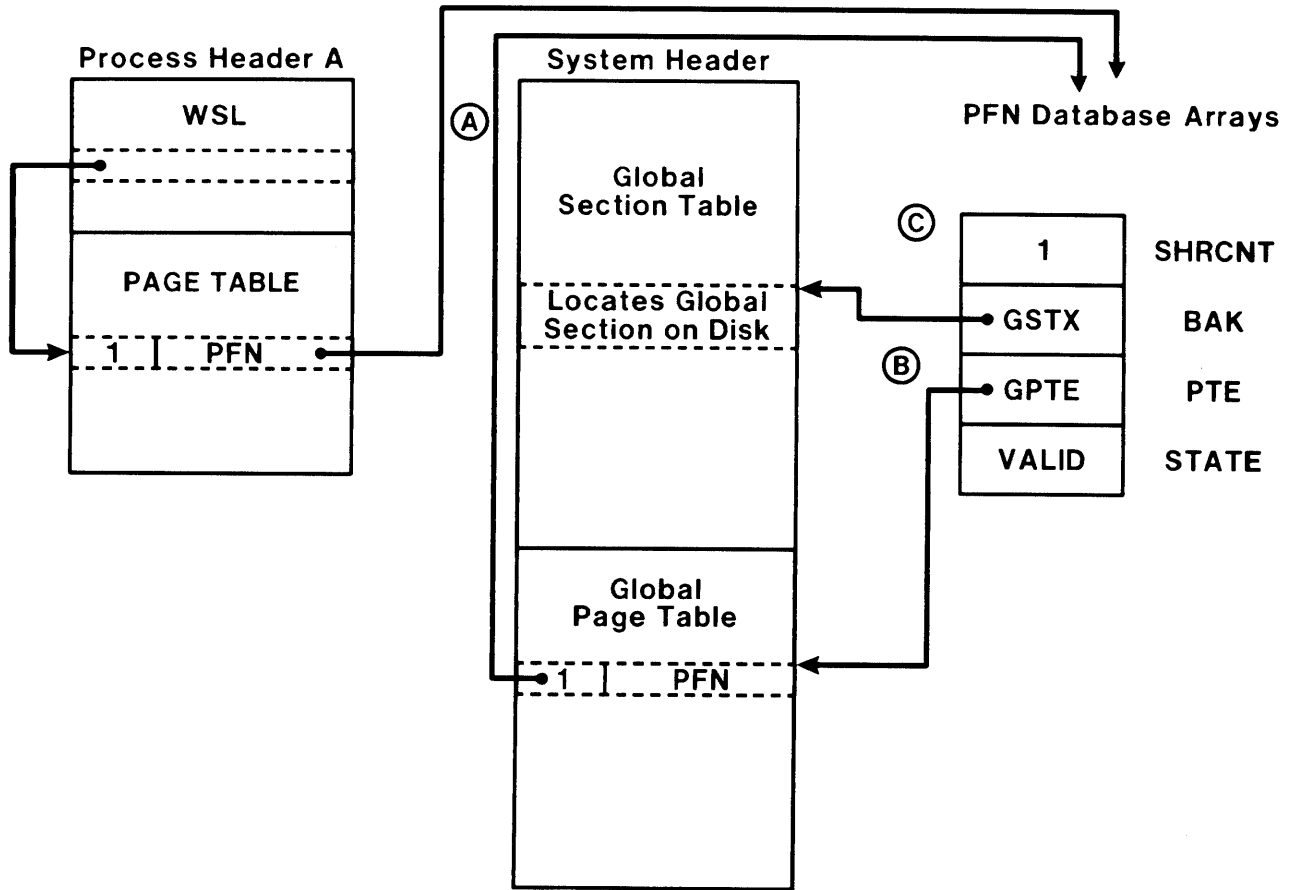 Process Header A
WSL
PAGE TABLE
1 PFN
System Header
A
Global
Section Table
Locates Global
Section on Disk
Global
Page Table
1 PFN
PFN Database Arrays
C
1 SHRCNT
GSTX BAK
B
GPTE PTE
VALID STATE